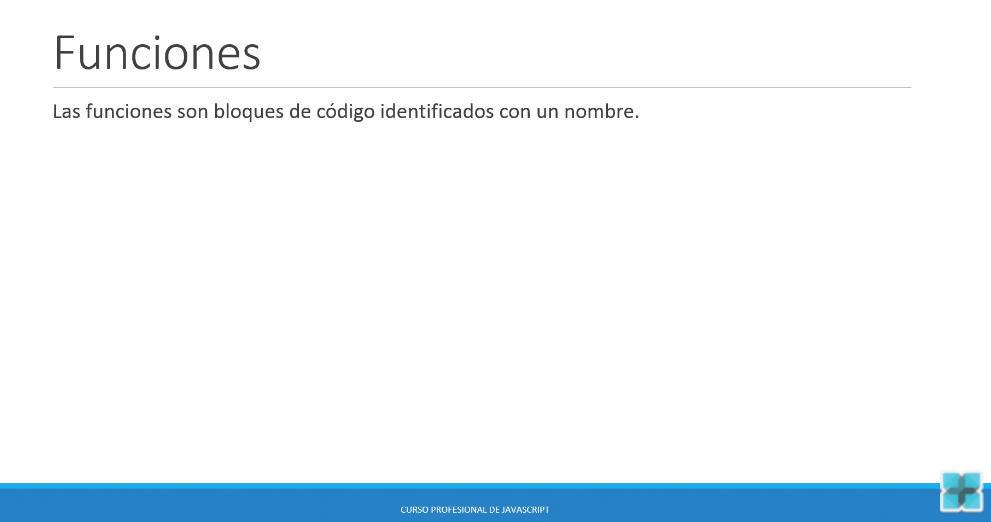 Funciones
Las funciones son bloques de código identificados con un nombre.
CURSO PROFESIONAL DE JAVASCRIPT